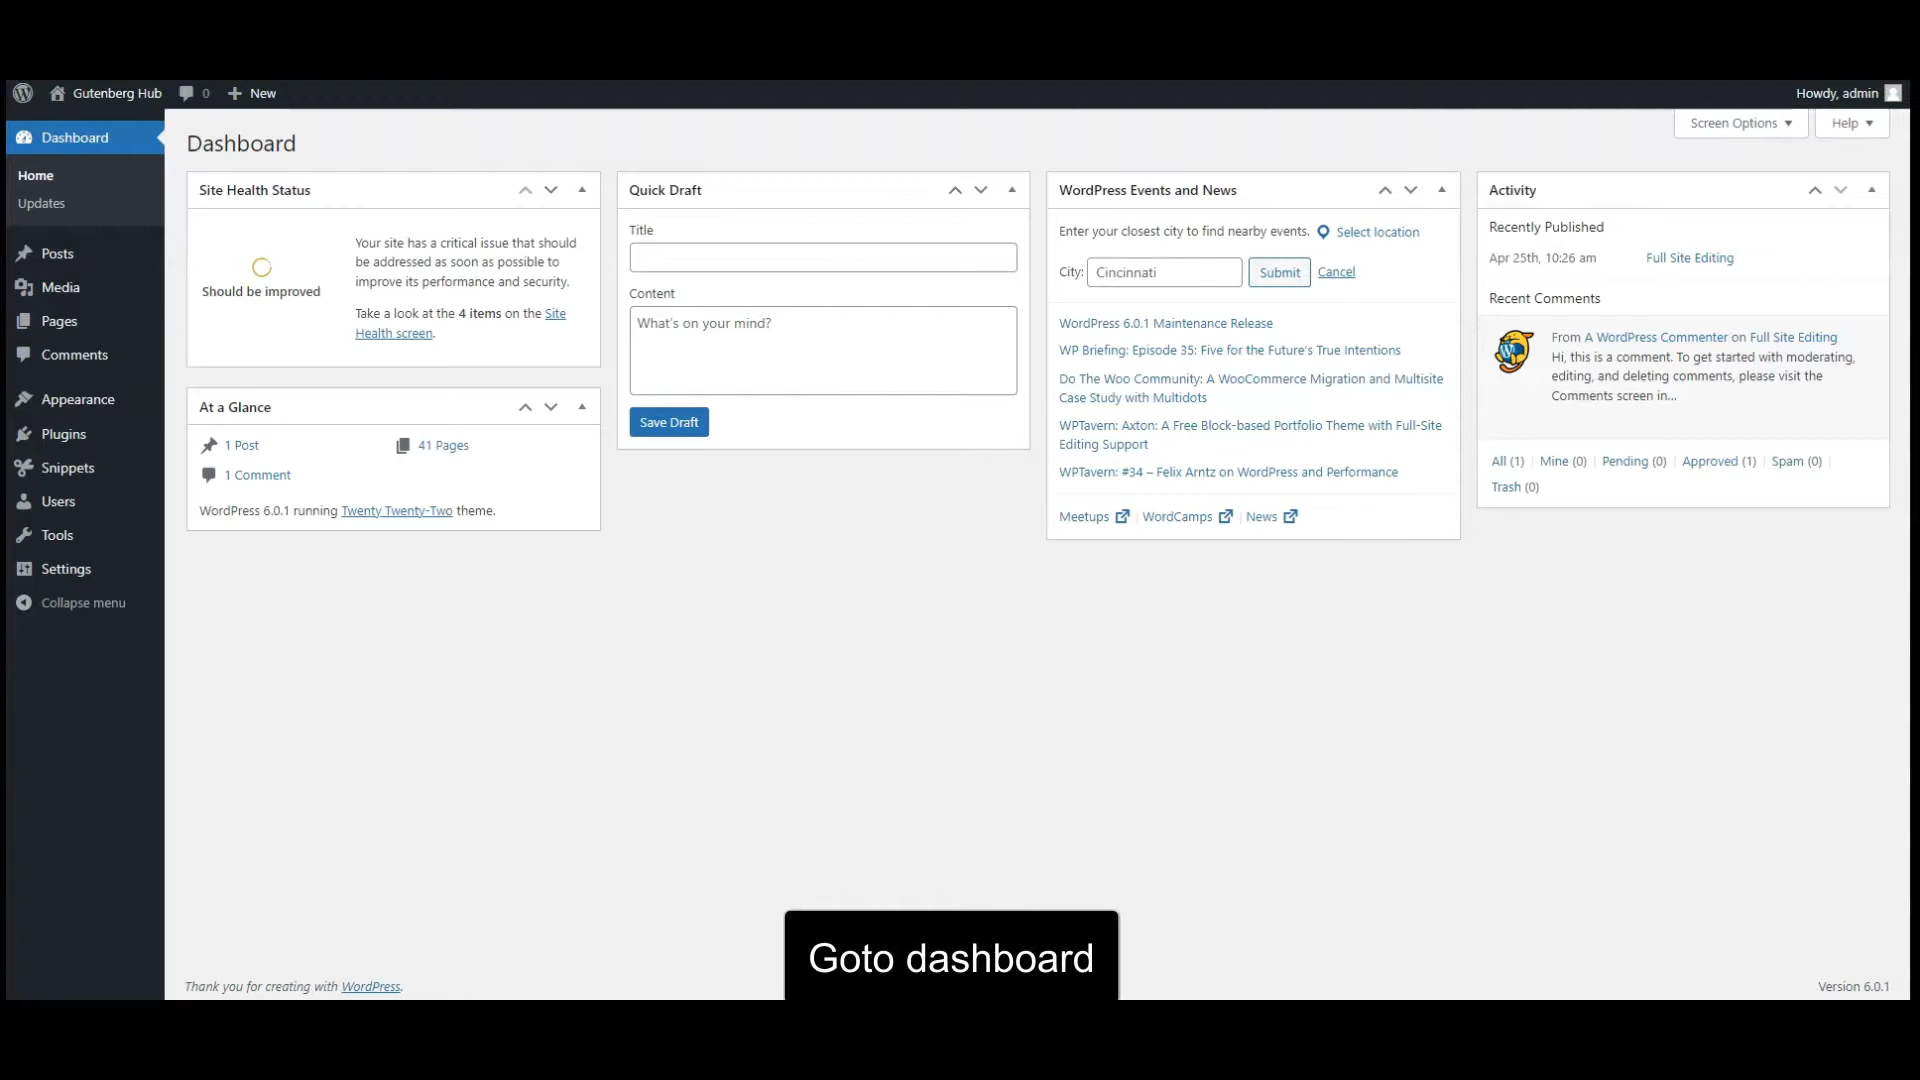 Gutenberg Hub
0
New
Howdy, admin
Dashboard
Home
Updates
Posts
Media
Pages
Comments
Appearance
Plugins
Snippets
Users
Tools
Settings
Collapse menu
Dashboard
Screen Options
Help
Site Health Status
Should be improved
Your site has a critical issue that should
be addressed as soon as possible to
improve its performance and security.
Take a look at the 4 items on the Site
Health screen.
At a Glance
1 Post
41 Pages
1 Comment
WordPress 6.0.1 running Twenty Twenty-Two theme.
Quick Draft
Title
Content
What's on your mind?
Save Draft
WordPress Events and News
Enter your closest city to find nearby events.
Select location
City:
Cincinnati
Submit
Cancel
WordPress 6.0.1 Maintenance Release
WP Briefing: Episode 35: Five for the Future's True Intentions
Do The Woo Community: A WooCommerce Migration and Multisite
Case Study with Multidots
WPTavern: Axton: A Free Block-based Portfolio Theme with Full-Site
Editing Support
WPTavern: #34 – Felix Arntz on WordPress and Performance
Meetups
WordCamps
News
Activity
Recently Published
Apr 25th, 10:26 am
Full Site Editing
Recent Comments
From A WordPress Commenter on Full Site Editing
Hi, this is a comment. To get started with moderating,
editing, and deleting comments, please visit the
Comments screen in...
All (1) | Mine (0) | Pending (0) | Approved (1) | Spam (0) |
Trash (0)
Goto dashboard
Thank you for creating with WordPress.
Version 6.0.1